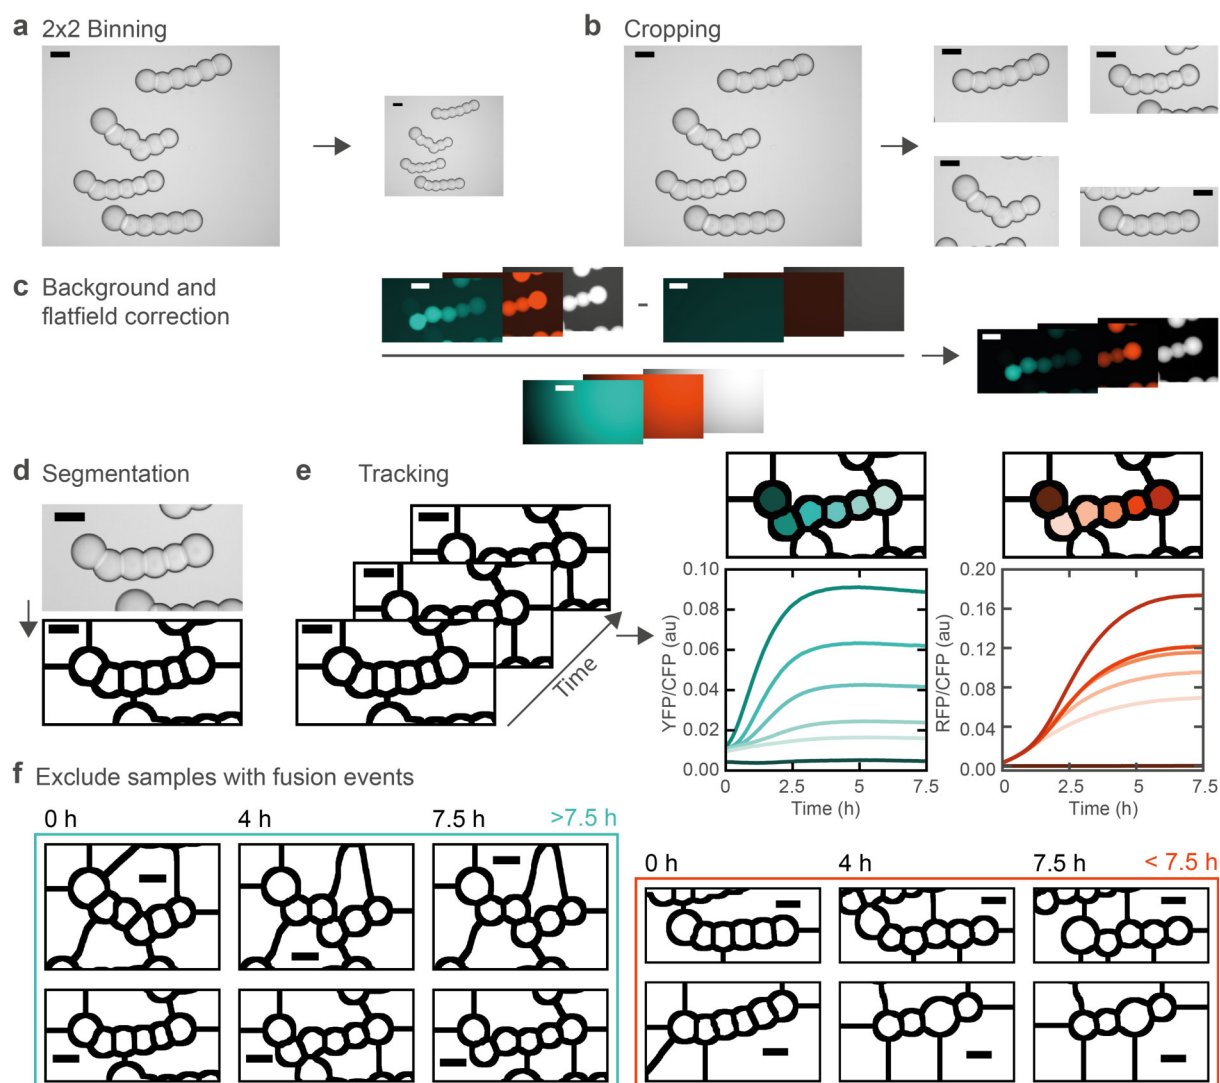 a 2x2 Binning
b Cropping
c Background and
flatfield correction
-
d Segmentation
e Tracking
Time
YFP/CFP (au)
0.10
0.08
0.06
0.04
0.02
0.00
0
2.5
5
7.5
Time (h)
RFP/CFP (au)
0.20
0.16
0.12
0.08
0.04
0.00
0
2.5
5
7.5
Time (h)
f Exclude samples with fusion events
0 h 4 h 7.5 h >7.5 h
0 h 4 h 7.5 h < 7.5 h